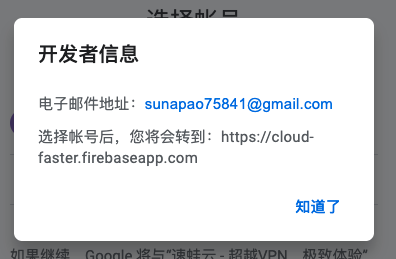 选择帐号
开发者信息
电子邮件地址：sunapao75841@gmail.com
选择帐号后，您将会转到：https://cloud-
faster.firebaseapp.com
知道了
如果继续，Google 将与“速蛙云 - 超越VPN，极致体验”